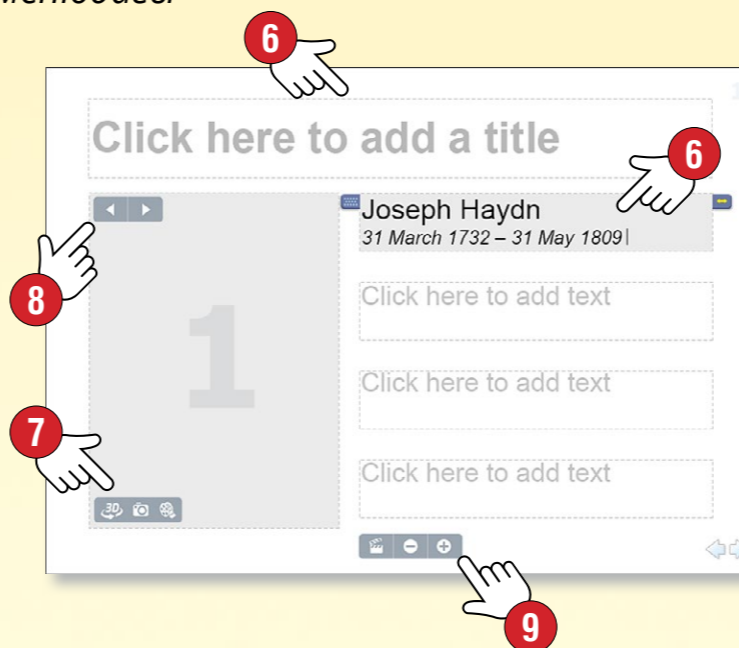 6
Click here to add a title
6
Joseph Haydn
31 March 1732 – 31 May 1809
8
1
Click here to add text
Click here to add text
7
Click here to add text
3D
9